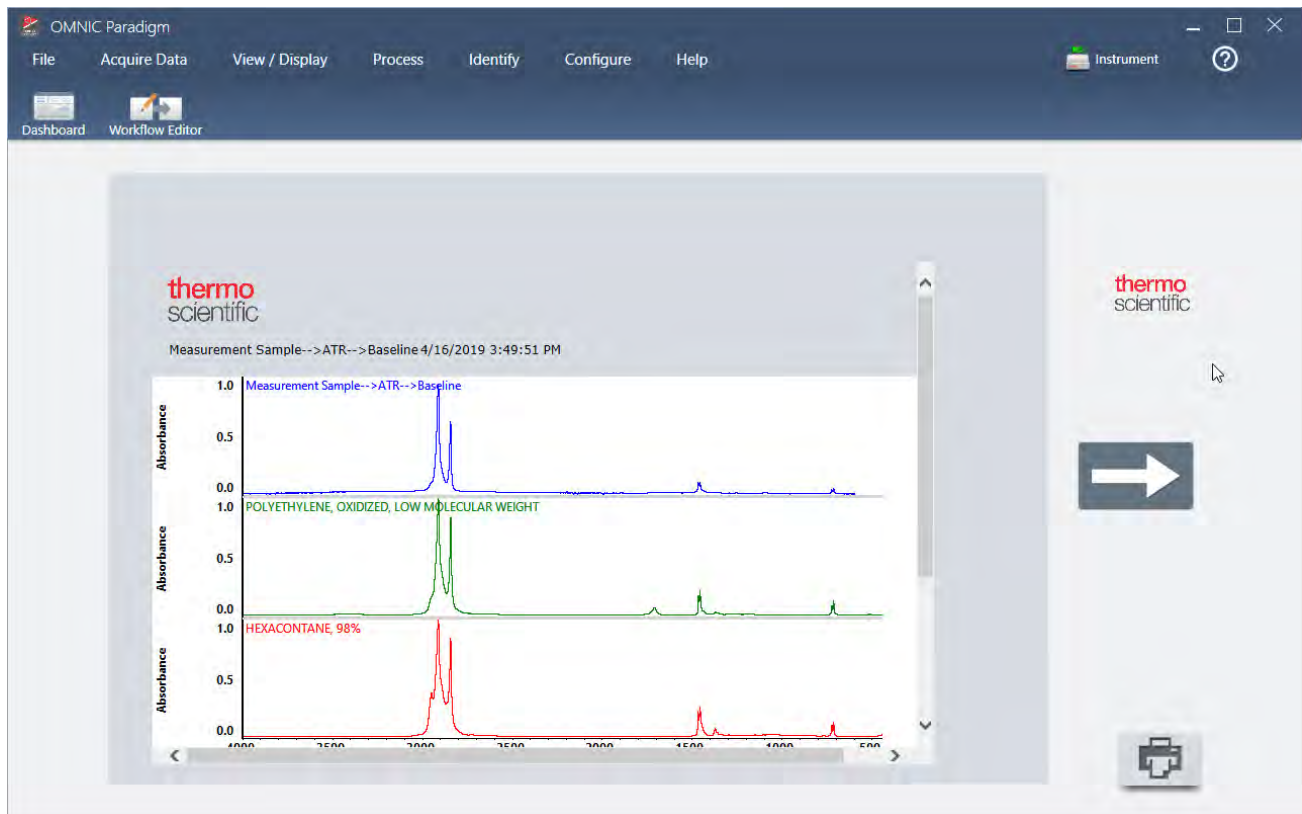 OMNIC Paradigm
File Acquire Data View / Display Process Identify Configure Help Instrument ?
Dashboard Workflow Editor
thermo
scientific
thermo
scientific
Measurement Sample-->ATR-->Baseline 4/16/2019 3:49:51 PM
1.0 Measurement Sample-->ATR-->Baseline
Absorbance
0.5
0.0
1.0 POLYETHYLENE, OXIDIZED, LOW MOLECULAR WEIGHT
Absorbance
0.5
0.0
1.0 HEXACONTANE, 98%
Absorbance
0.5
0.0
4000 3500 3000 2500 2000 1500 1000 500